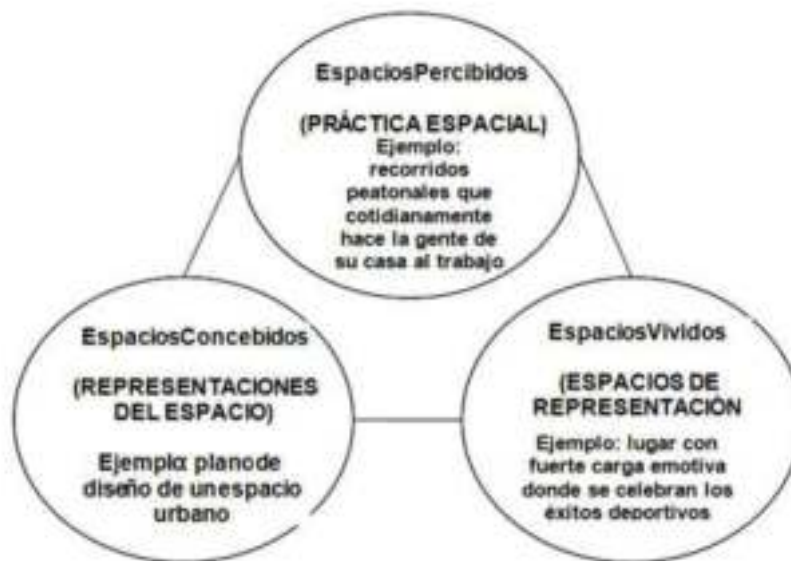 EspaciosPercibidos
(PRÁCTICA ESPACIAL)
Ejemplo:
recorridos
peatonales que
cotidianamente
hace la gente de
su casa al trabajo
EspaciosConcebidos
(REPRESENTACIONES
DEL ESPACIO)
Ejemplα planode
diseño de unespacio
urbano
EspaciosVividos
(ESPACIOS DE
REPRESENTACIÓN
Ejemplo: lugar con
fuerte carga emotiva
donde se celebran los
éxitos deportivos